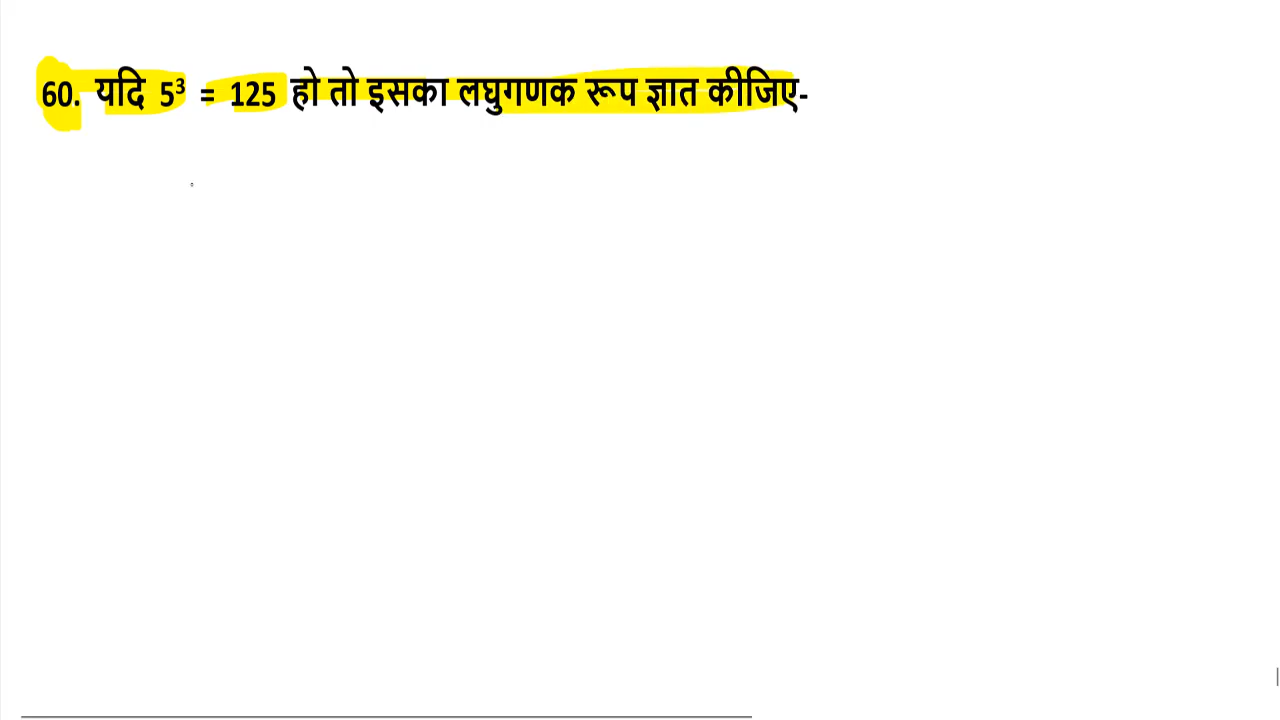 60. यदि 5³ = 125 हो तो इसका लघुगणक रूप ज्ञात कीजिए-